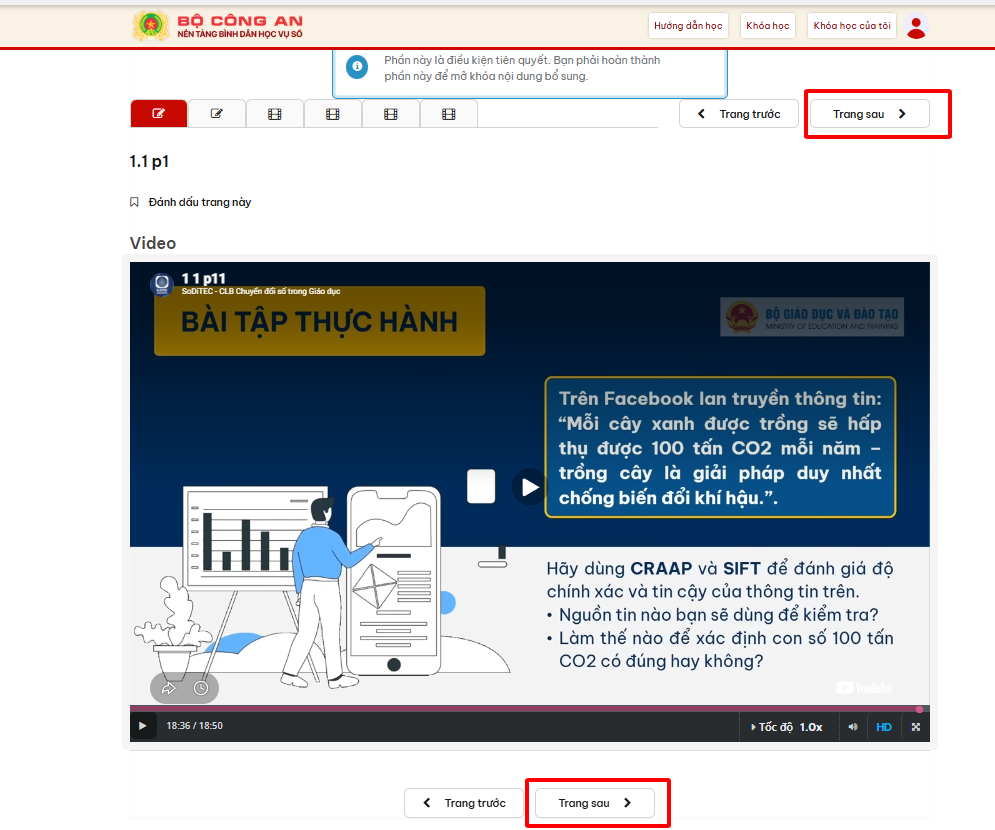 BỘ CÔNG AN
NỀN TẢNG BÌNH DÂN HỌC VỤ SỐ
Hướng dẫn học
Khóa học
Khóa học của tôi
Phần này là điều kiện tiên quyết. Bạn phải hoàn thành
phần này để mở khóa nội dung bổ sung.
Trang trước
Trang sau
1.1 p1
Đánh dấu trang này
Video
1 1 p11
SoDiTEC - CLB Chuyển đổi số trong Giáo dục
BÀI TẬP THỰC HÀNH
BỘ GIÁO DỤC VÀ ĐÀO TẠO
MINISTRY OF EDUCATION AND TRAINING
Trên Facebook lan truyền thông tin:
“Mỗi cây xanh được trồng sẽ hấp
thụ được 100 tấn CO2 mỗi năm –
trồng cây là giải pháp duy nhất
chống biến đổi khí hậu.”.
Hãy dùng CRAAP và SIFT để đánh giá độ
chính xác và tin cậy của thông tin trên.
• Nguồn tin nào bạn sẽ dùng để kiểm tra?
• Làm thế nào để xác định con số 100 tấn
CO2 có đúng hay không?
YouTube
18:36 / 18:50
Tốc độ 1.0x
HD
Trang trước
Trang sau